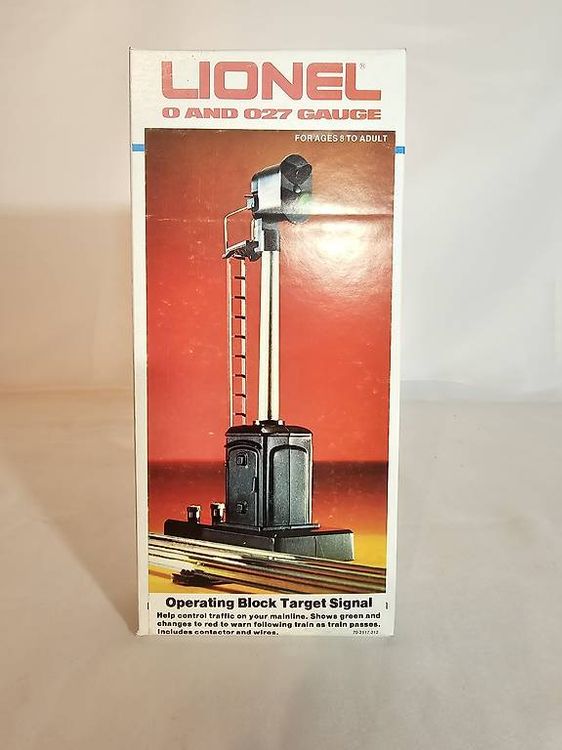 LIONEL®
O AND O27 GAUGE
FOR AGES 8 TO ADULT
Operating Block Target Signal
Help control traffic on your mainline. Shows green and
changes to red to warn following train as train passes.
Includes contactor and wires.